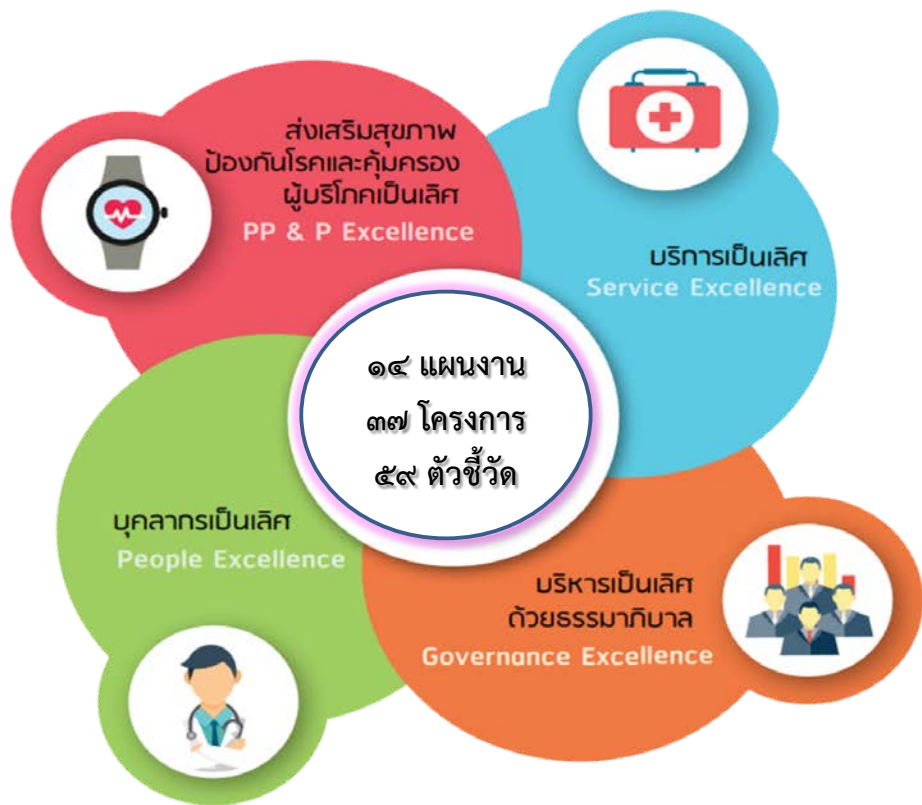 ส่งเสริมสุขภาพ
ป้องกันโรคและคุ้มครอง
ผู้บริโภคเป็นเลิศ
PP & P Excellence
บริการเป็นเลิศ
Service Excellence
๑๔ แผนงาน
๓๗ โครงการ
๕๙ ตัวชี้วัด
บุคลากรเป็นเลิศ
People Excellence
บริหารเป็นเลิศ
ด้วยธรรมาภิบาล
Governance Excellence